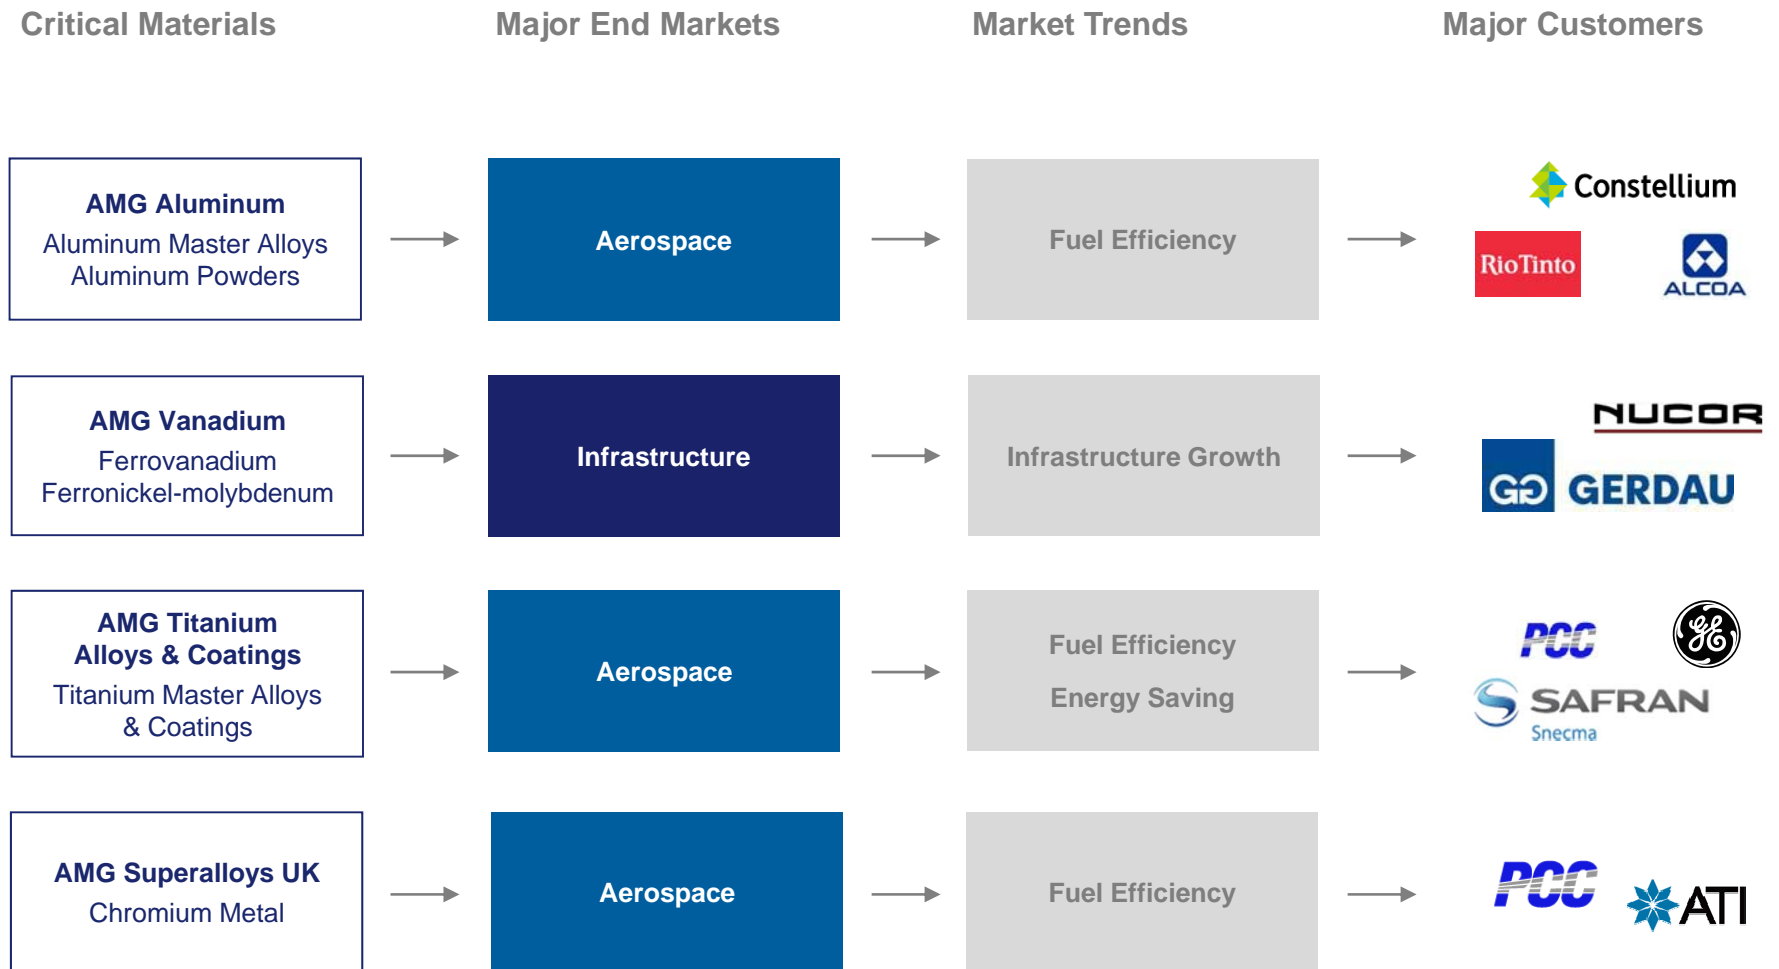 Critical Materials
Major End Markets
Market Trends
Major Customers
AMG Aluminum
Aluminum Master Alloys
Aluminum Powders
Aerospace
Fuel Efficiency
Constellium
RioTinto
ALCOA
AMG Vanadium
Ferrovanadium
Ferronickel-molybdenum
Infrastructure
Infrastructure Growth
NUCOR
GG GERDAU
AMG Titanium
Alloys & Coatings
Titanium Master Alloys
& Coatings
Aerospace
Fuel Efficiency
Energy Saving
PCC
GE
SAFRAN
Snecma
AMG Superalloys UK
Chromium Metal
Aerospace
Fuel Efficiency
PCC
ATI